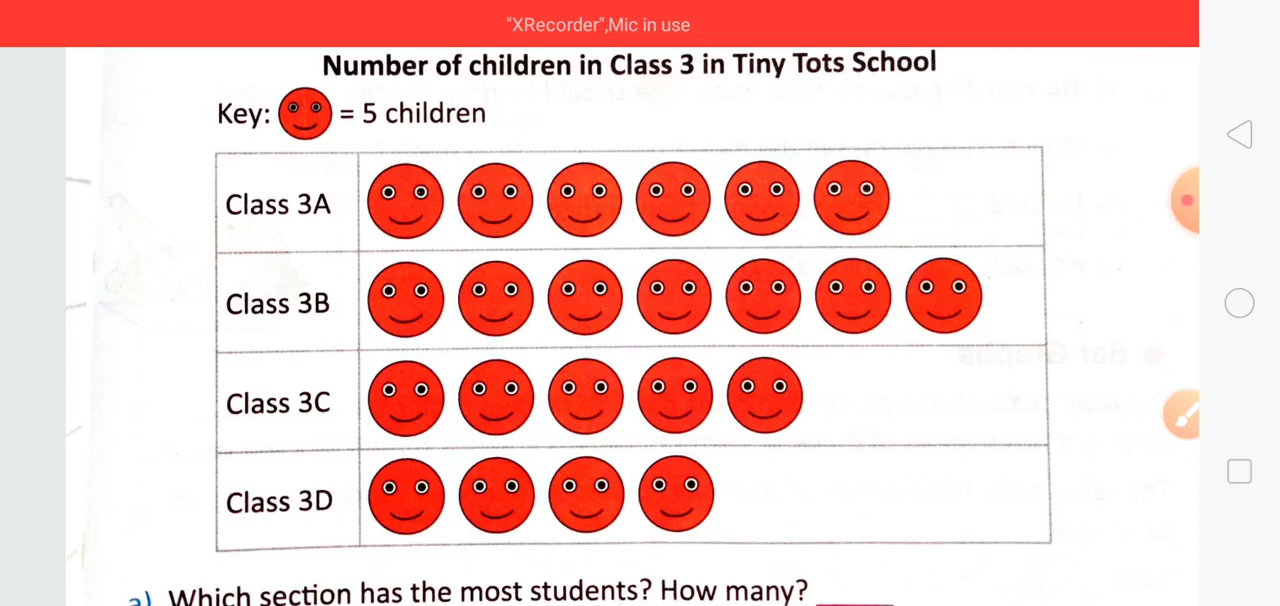 "XRecorder",Mic in use
Number of children in Class 3 in Tiny Tots School
Key: = 5 children
Class 3A
Class 3B
Class 3C
Class 3D
a) Which section has the most students? How many?